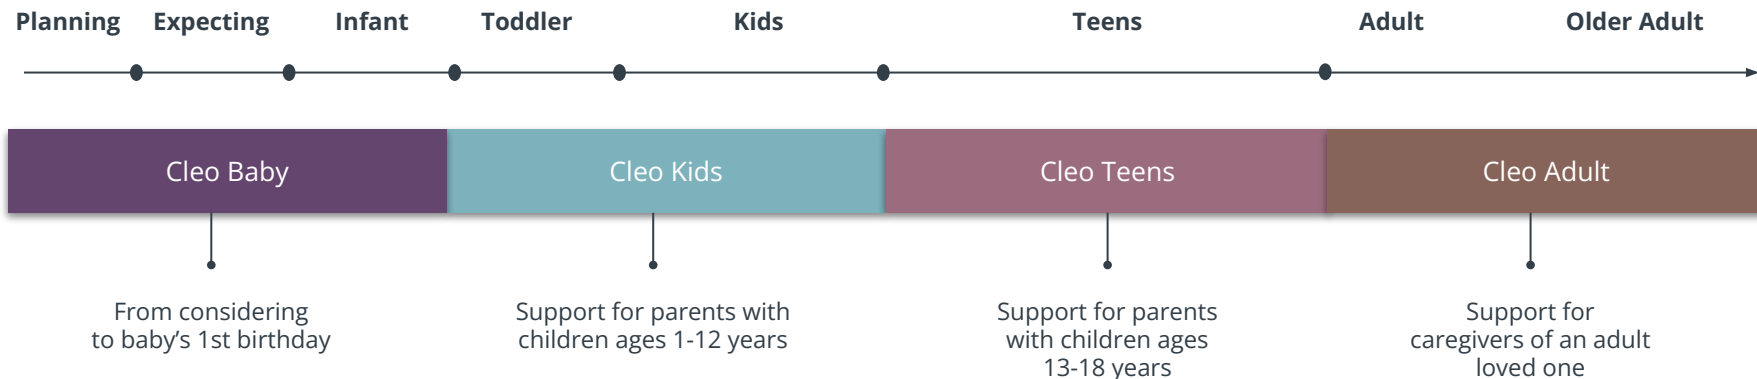 Planning Expecting Infant Toddler Kids Teens Adult Older Adult
Cleo Baby
Cleo Kids
Cleo Teens
Cleo Adult
From considering
to baby’s 1st birthday
Support for parents with
children ages 1-12 years
Support for parents
with children ages
13-18 years
Support for
caregivers of an adult
loved one